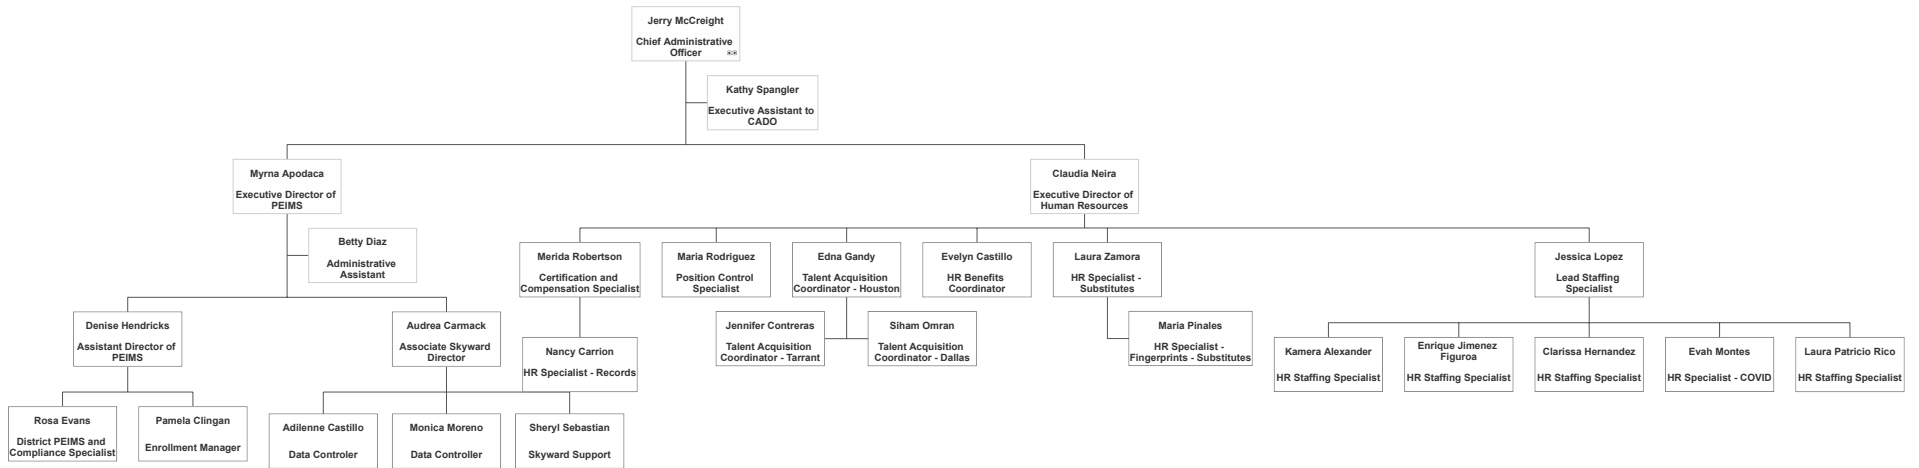 Jerry McCreight
Chief Administrative
Officer
Kathy Spangler
Executive Assistant to
CADO
Myrna Apodaca
Executive Director of
PEIMS
Claudia Neira
Executive Director of
Human Resources
Betty Diaz
Administrative
Assistant
Merida Robertson
Certification and
Compensation Specialist
Maria Rodriguez
Position Control
Specialist
Edna Gandy
Talent Acquisition
Coordinator - Houston
Evelyn Castillo
HR Benefits
Coordinator
Laura Zamora
HR Specialist -
Substitutes
Jessica Lopez
Lead Staffing
Specialist
Denise Hendricks
Assistant Director of
PEIMS
Audrea Carmack
Associate Skyward
Director
Nancy Carrion
HR Specialist - Records
Jennifer Contreras
Talent Acquisition
Coordinator - Tarrant
Siham Omran
Talent Acquisition
Coordinator - Dallas
Maria Pinales
HR Specialist -
Fingerprints - Substitutes
Kamera Alexander
HR Staffing Specialist
Enrique Jimenez
Figuroa
HR Staffing Specialist
Clarissa Hernandez
HR Staffing Specialist
Evah Montes
HR Specialist - COVID
Laura Patricio Rico
HR Staffing Specialist
Rosa Evans
District PEIMS and
Compliance Specialist
Pamela Clingan
Enrollment Manager
Adilenne Castillo
Data Controler
Monica Moreno
Data Controller
Sheryl Sebastian
Skyward Support